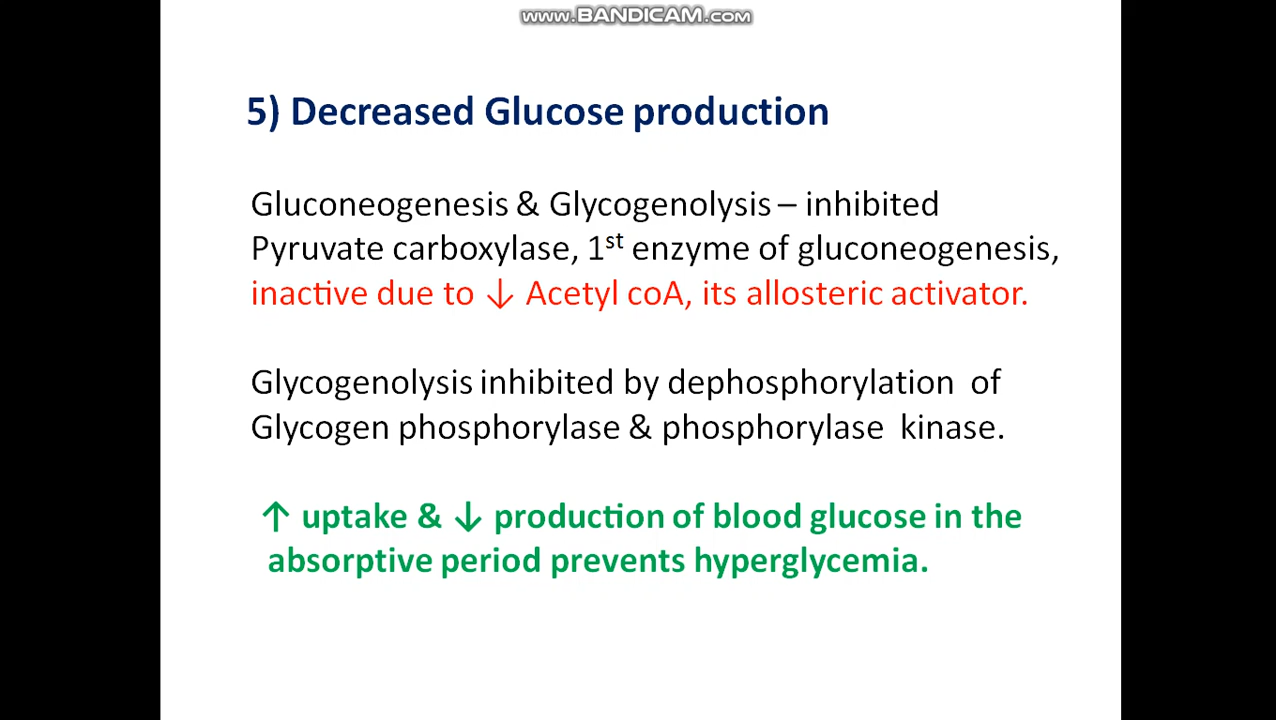 www.BANDICAM.com
5) Decreased Glucose production
Gluconeogenesis & Glycogenolysis – inhibited
Pyruvate carboxylase, 1st enzyme of gluconeogenesis,
inactive due to ↓ Acetyl coA, its allosteric activator.
Glycogenolysis inhibited by dephosphorylation of
Glycogen phosphorylase & phosphorylase kinase.
↑ uptake & ↓ production of blood glucose in the
absorptive period prevents hyperglycemia.